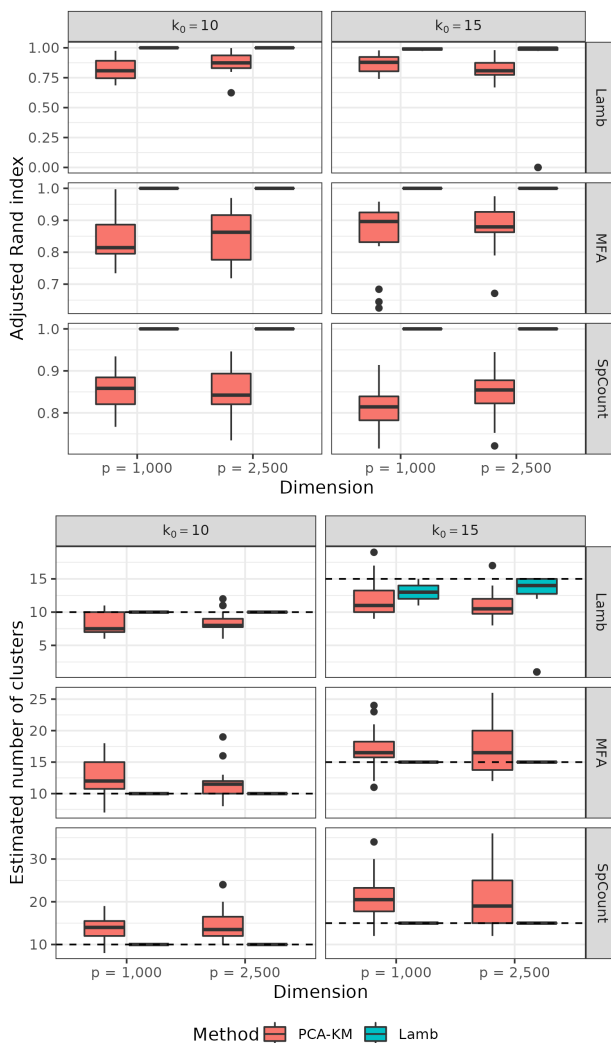 k₀ = 10
k₀ = 15
Adjusted Rand index
1.00
0.75
0.50
0.25
0.00
Lamb
1.0
0.9
0.8
0.7
MFA
1.0
0.9
0.8
SpCount
p = 1,000
p = 2,500
p = 1,000
p = 2,500
Dimension
k₀ = 10
k₀ = 15
Estimated number of clusters
15
10
5
Lamb
25
20
15
10
MFA
30
20
10
SpCount
p = 1,000
p = 2,500
p = 1,000
p = 2,500
Dimension
Method PCA-KM Lamb